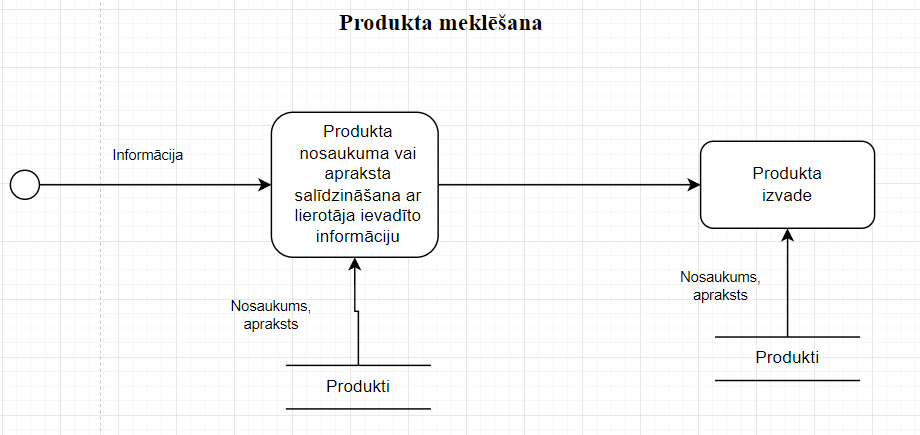 Produkta meklēšana
Informācija
Produkta
nosaukuma vai
apraksta
salīdzināšana ar
lierotāja ievadīto
informāciju
Produkta
izvade
Nosaukums,
apraksts
Nosaukums,
apraksts
Produkti
Produkti